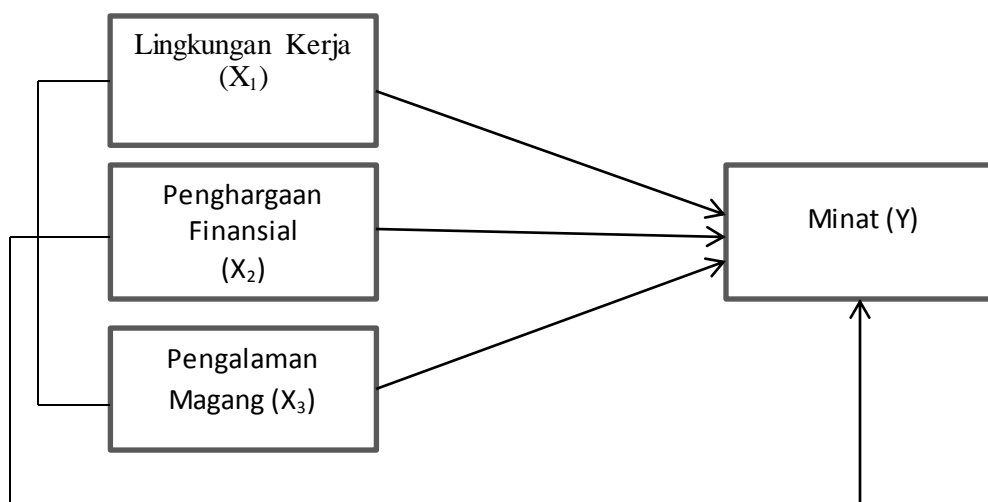 Lingkungan Kerja
(X₁)
Penghargaan
Finansial
(X₂)
Minat (Y)
Pengalaman
Magang (X₃)